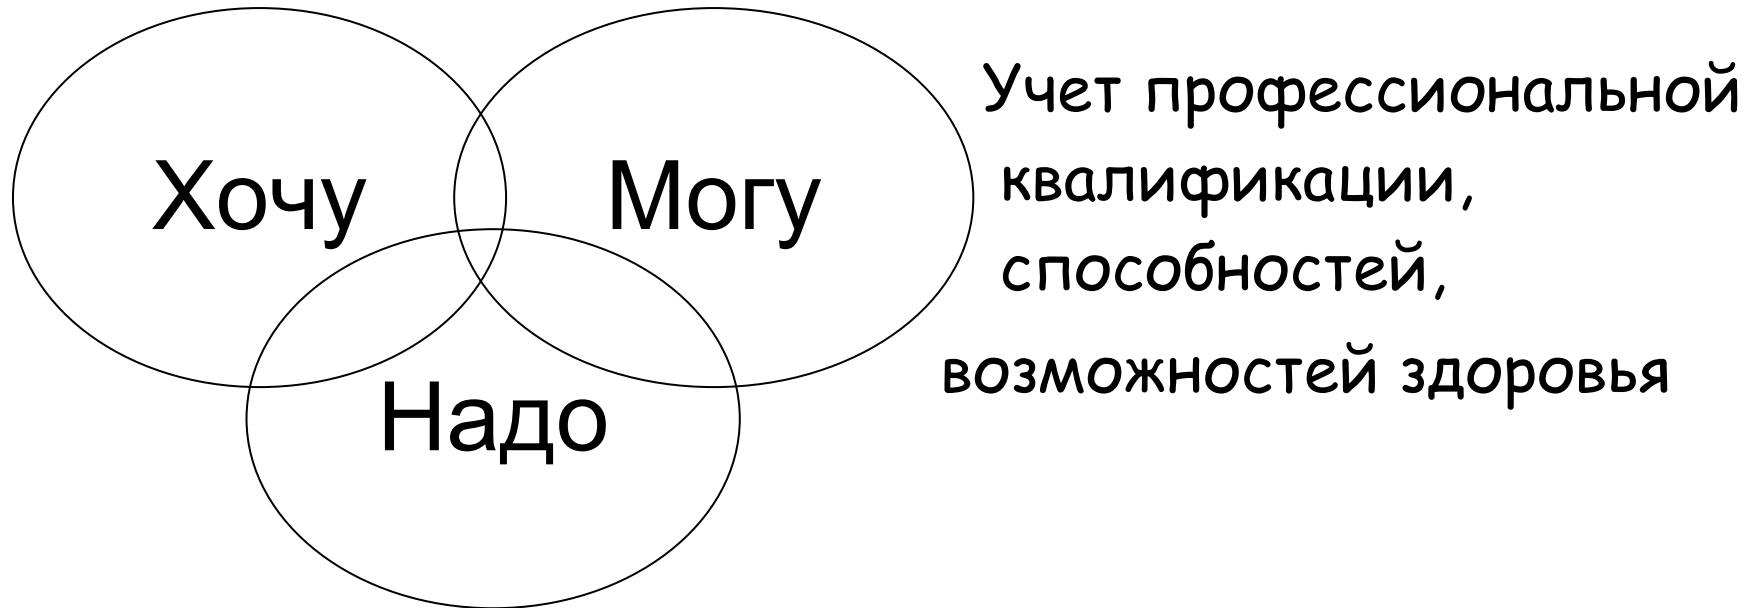 Хочу
Могу
Надо
Учет профессиональной
квалификации,
способностей,
возможностей здоровья